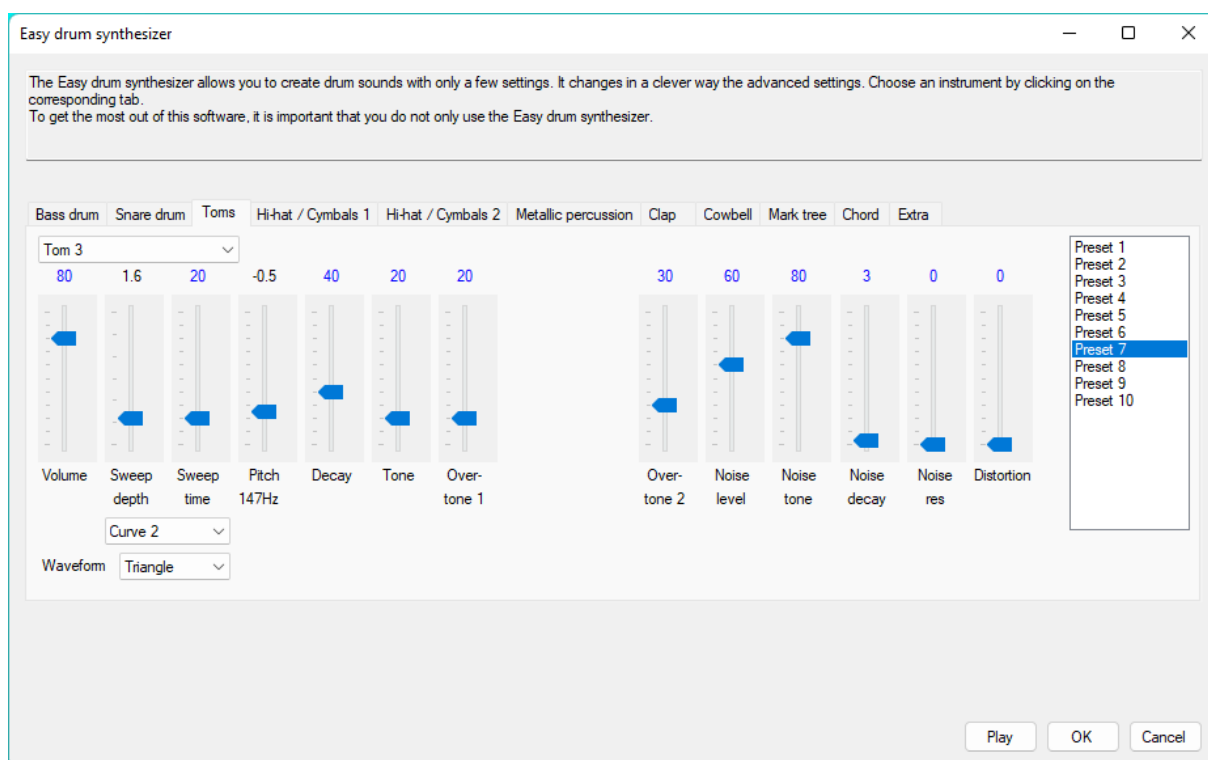 Easy drum synthesizer
The Easy drum synthesizer allows you to create drum sounds with only a few settings. It changes in a clever way the advanced settings. Choose an instrument by clicking on the
corresponding tab.
To get the most out of this software, it is important that you do not only use the Easy drum synthesizer.
Bass drum Snare drum Toms Hi-hat / Cymbals 1 Hi-hat / Cymbals 2 Metallic percussion Clap Cowbell Mark tree Chord Extra
Tom 3
80 1.6 20 -0.5 40 20 20 30 60 80 3 0 0
Volume Sweep Sweep Pitch Decay Tone Over- Over- Noise Noise Noise Noise Distortion
depth time 147Hz tone 1 tone 2 level tone decay res
Curve 2
Waveform Triangle
Preset 1
Preset 2
Preset 3
Preset 4
Preset 5
Preset 6
Preset 7
Preset 8
Preset 9
Preset 10
Play OK Cancel